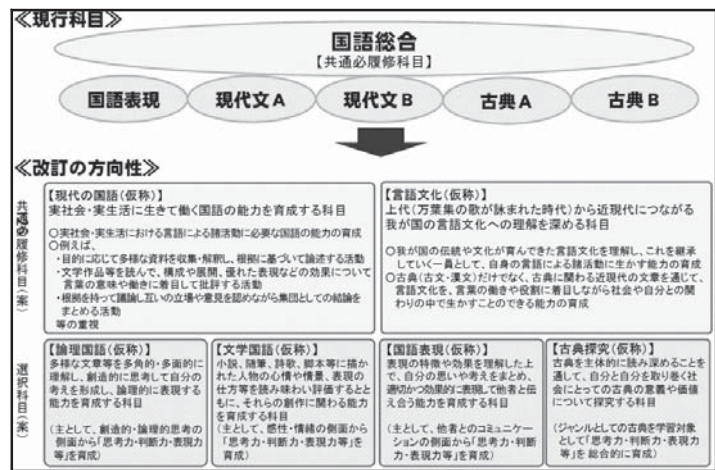 ≪現行科目≫
国語総合
【共通必履修科目】
国語表現
現代文A
現代文B
古典A
古典B
≪改訂の方向性≫
共通必履修科目(案)
【現代の国語(仮称)】
実社会・実生活に生きて働く国語の能力を育成する科目
○実社会・実生活における言語による諸活動に必要な国語の能力の育成
○例えば、
・目的に応じて多様な資料を収集・解釈し、根拠に基づいて論述する活動
・文学作品等を読んで、構成や展開、優れた表現などの効果について
言葉の意味や働きに着目して批評する活動
・根拠を持って議論し互いの立場や意見を認めながら集団としての結論を
まとめる活動
等の重視
【言語文化(仮称)】
上代(万葉集の歌が詠まれた時代)から近現代につながる
我が国の言語文化への理解を深める科目
○我が国の伝統や文化が育んできた言語文化を理解し、これを継承
していく一員として、自身の言語による諸活動に生かす能力の育成
○古典(古文・漢文)だけでなく、古典に関わる近現代の文章を通じて、
言語文化を、言葉の働きや役割に着目しながら社会や自分との関
わりの中で生かすことのできる能力の育成
選択科目(案)
【論理国語(仮称)】
多様な文章等を多角的・多面的に
理解し、創造的に思考して自分の
考えを形成し、論理的に表現する
能力を育成する科目
(主として、創造的・論理的思考の
側面から「思考力・判断力・表現力
等」を育成)
【文学国語(仮称)】
小説、随筆、詩歌、脚本等に描か
れた人物の心情や情景、表現の
仕方等を読み味わい評価するとと
もに、それらの創作に関わる能力
を育成する科目
(主として、感性・情緒の側面から
「思考力・判断力・表現力等」を
育成)
【国語表現(仮称)】
表現の特徴や効果を理解した上
で、自分の思いや考えをまとめ、
適切かつ効果的に表現して他者と
伝え合う能力を育成する科目
(主として、他者とのコミュニケー
ションの側面から「思考力・判断
力・表現力等」を育成)
【古典探究(仮称)】
古典を主体的に読み深めることを
通して、自分と自分を取り巻く社
会にとっての古典の意義や価値
について探究する科目
(ジャンルとしての古典を学習対象
として「思考力・判断力・表現力
等」を 総合的に育成)